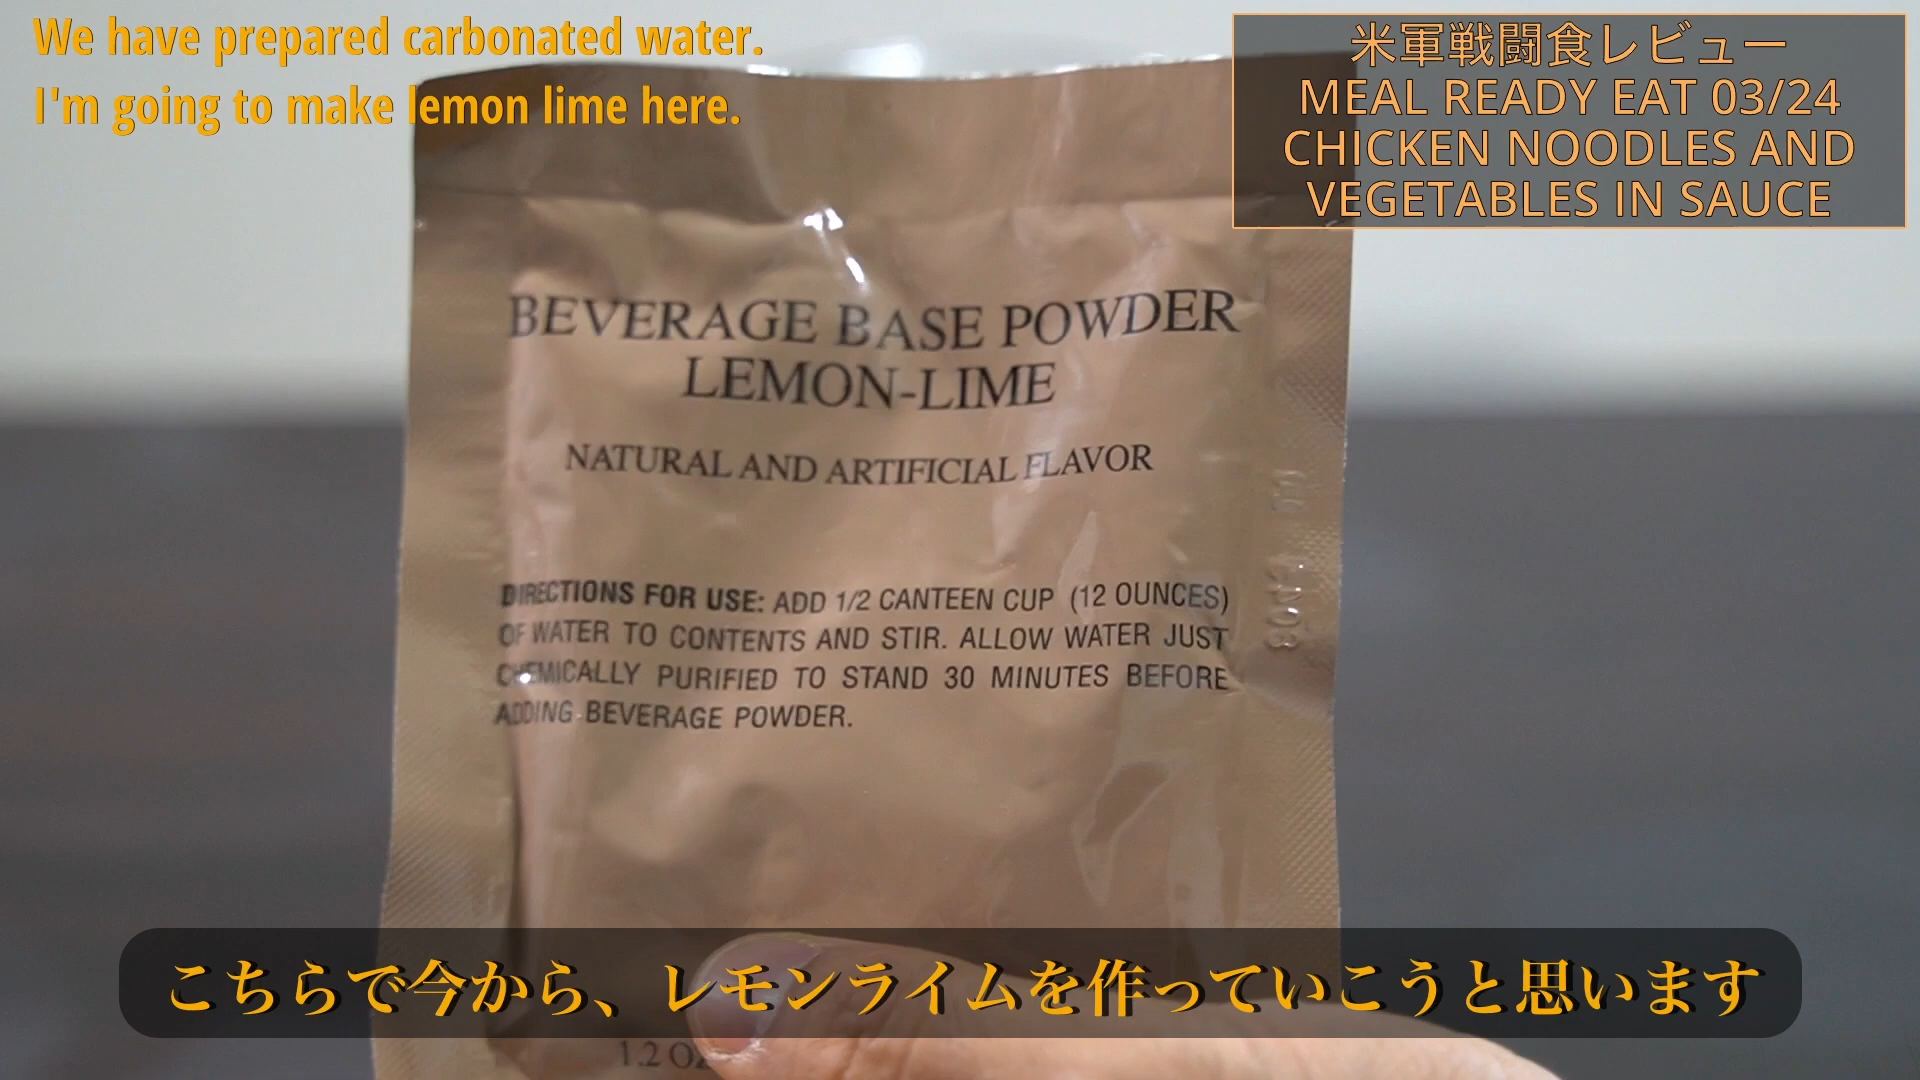 We have prepared carbonated water.
I'm going to make lemon lime here.
米軍戦闘食レビュー
MEAL READY EAT 03/24
CHICKEN NOODLES AND
VEGETABLES IN SAUCE
BEVERAGE BASE POWDER
LEMON-LIME
NATURAL AND ARTIFICIAL FLAVOR
DIRECTIONS FOR USE: ADD 1/2 CANTEEN CUP (12 OUNCES)
OF WATER TO CONTENTS AND STIR. ALLOW WATER JUST
CHEMICALLY PURIFIED TO STAND 30 MINUTES BEFORE
ADDING BEVERAGE POWDER.
こちらで今から、レモンライムを作っていこうと思います
1.2 OZ